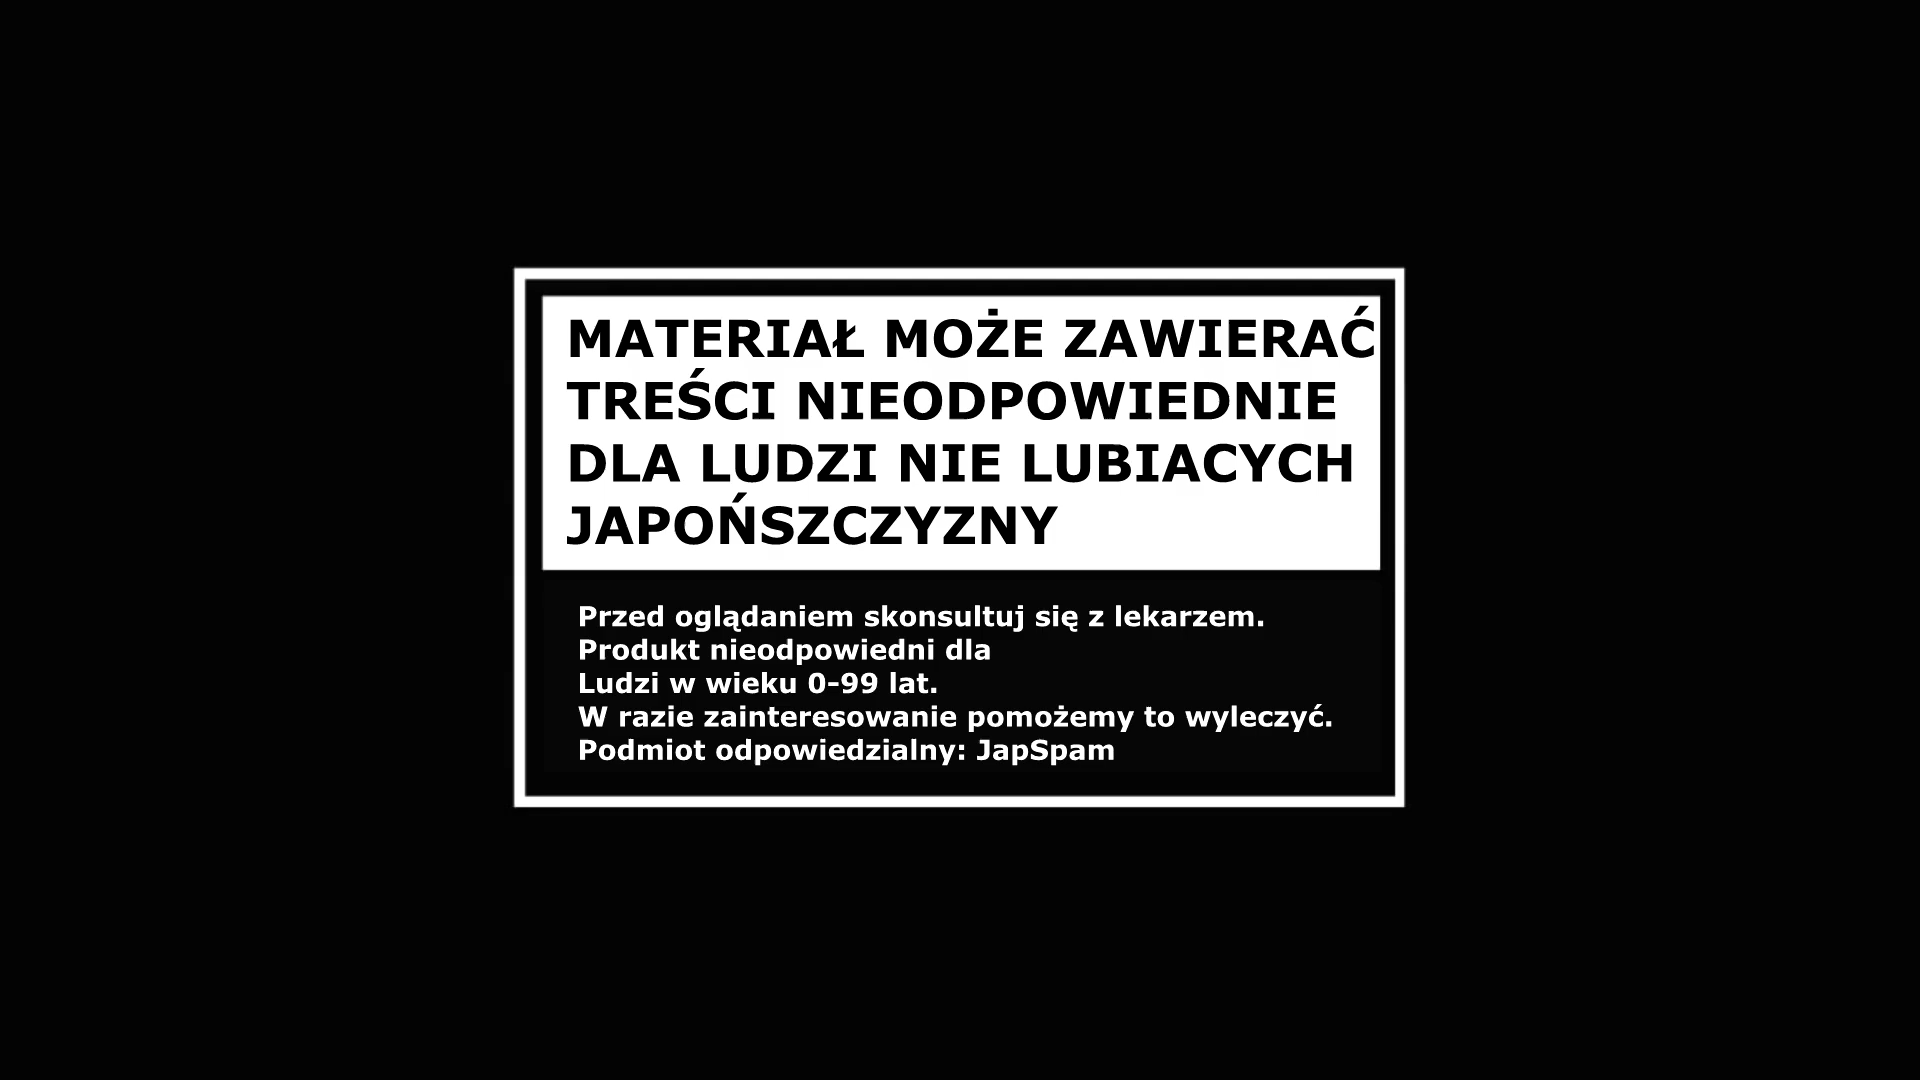 MATERIAŁ MOŻE ZAWIERAĆ
TREŚCI NIEODPOWIEDNIE
DLA LUDZI NIE LUBIACYCH
JAPOŃSZCZYZNY
Przed oglądaniem skonsultuj się z lekarzem.
Produkt nieodpowiedni dla
Ludzi w wieku 0-99 lat.
W razie zainteresowanie pomożemy to wyleczyć.
Podmiot odpowiedzialny: JapSpam